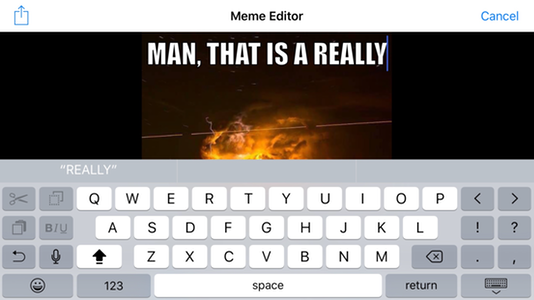 Meme Editor
Cancel
MAN, THAT IS A REALLY
“REALLY”
Q W E R T Y U I O P
B I U A S D F G H J K L ! ?
Z X C V B N M . ,
123 space return